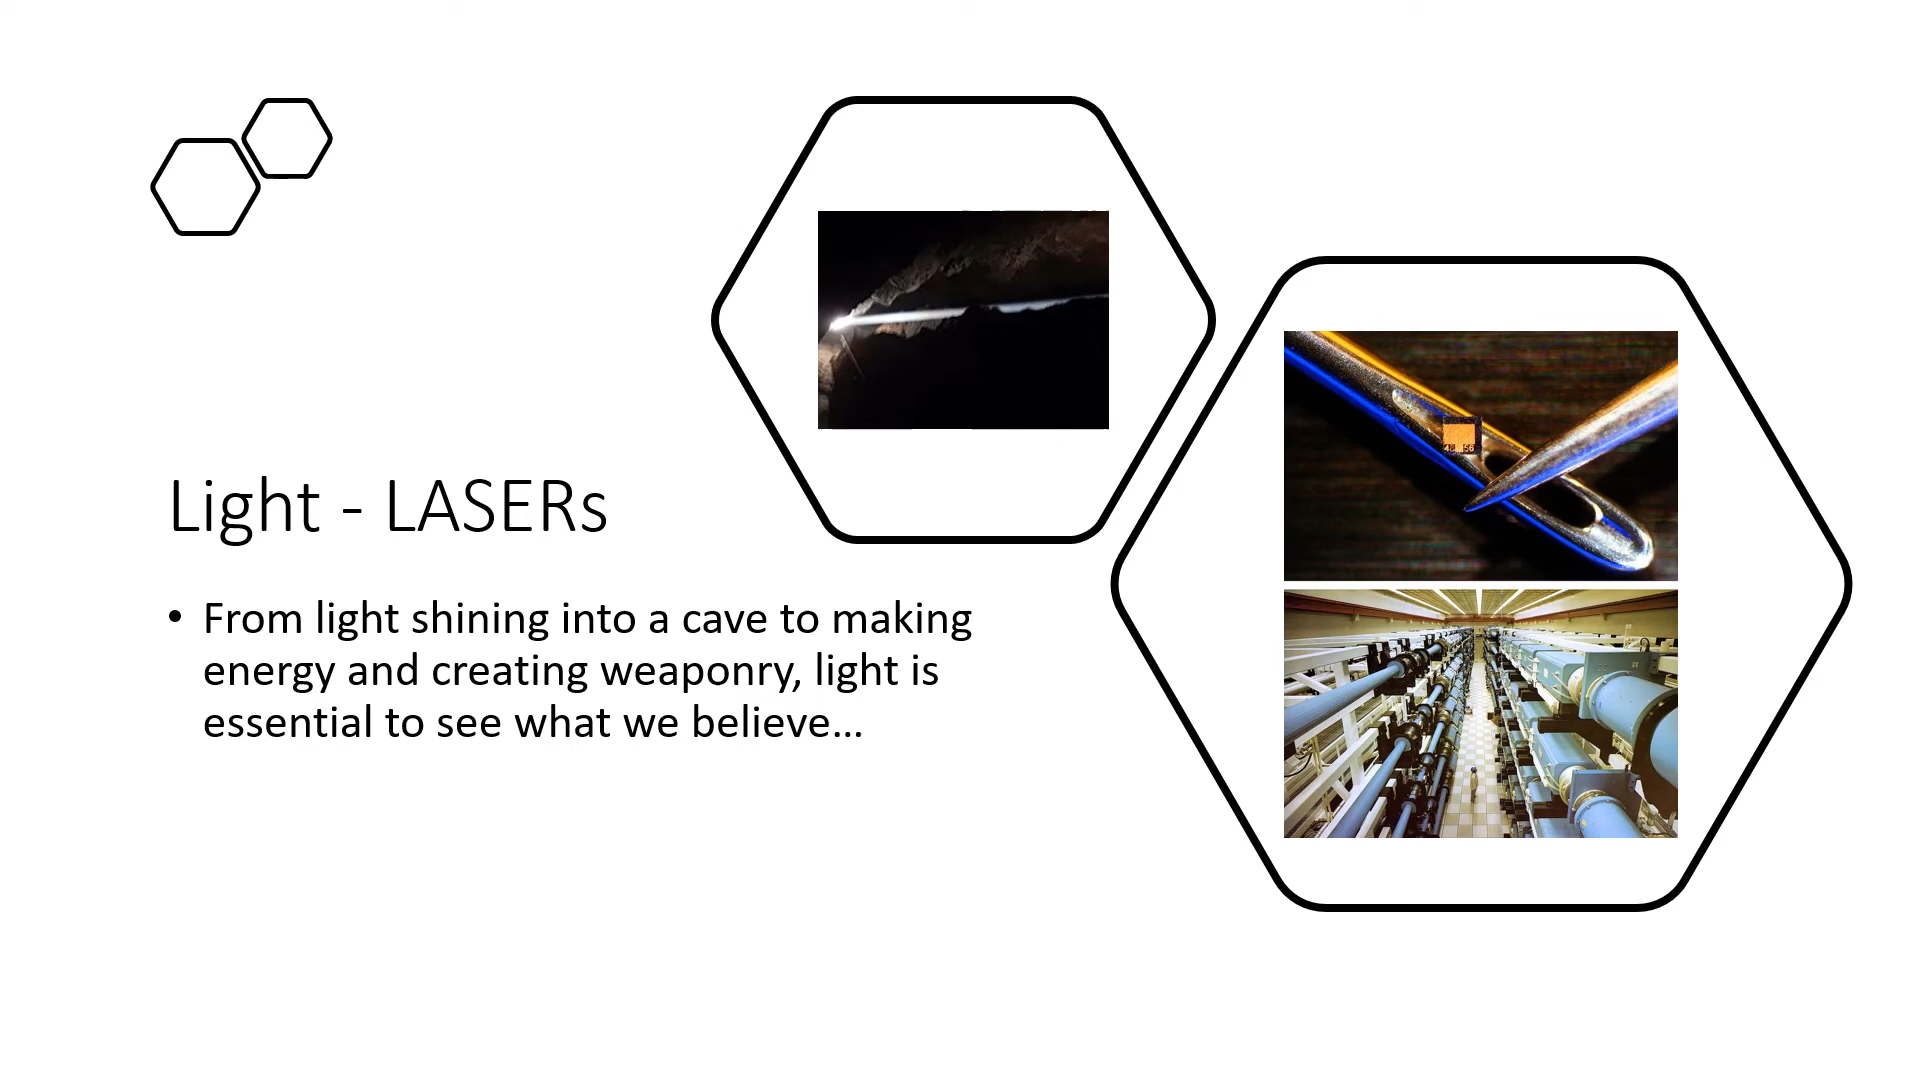 Light - LASERs
• From light shining into a cave to making
energy and creating weaponry, light is
essential to see what we believe…